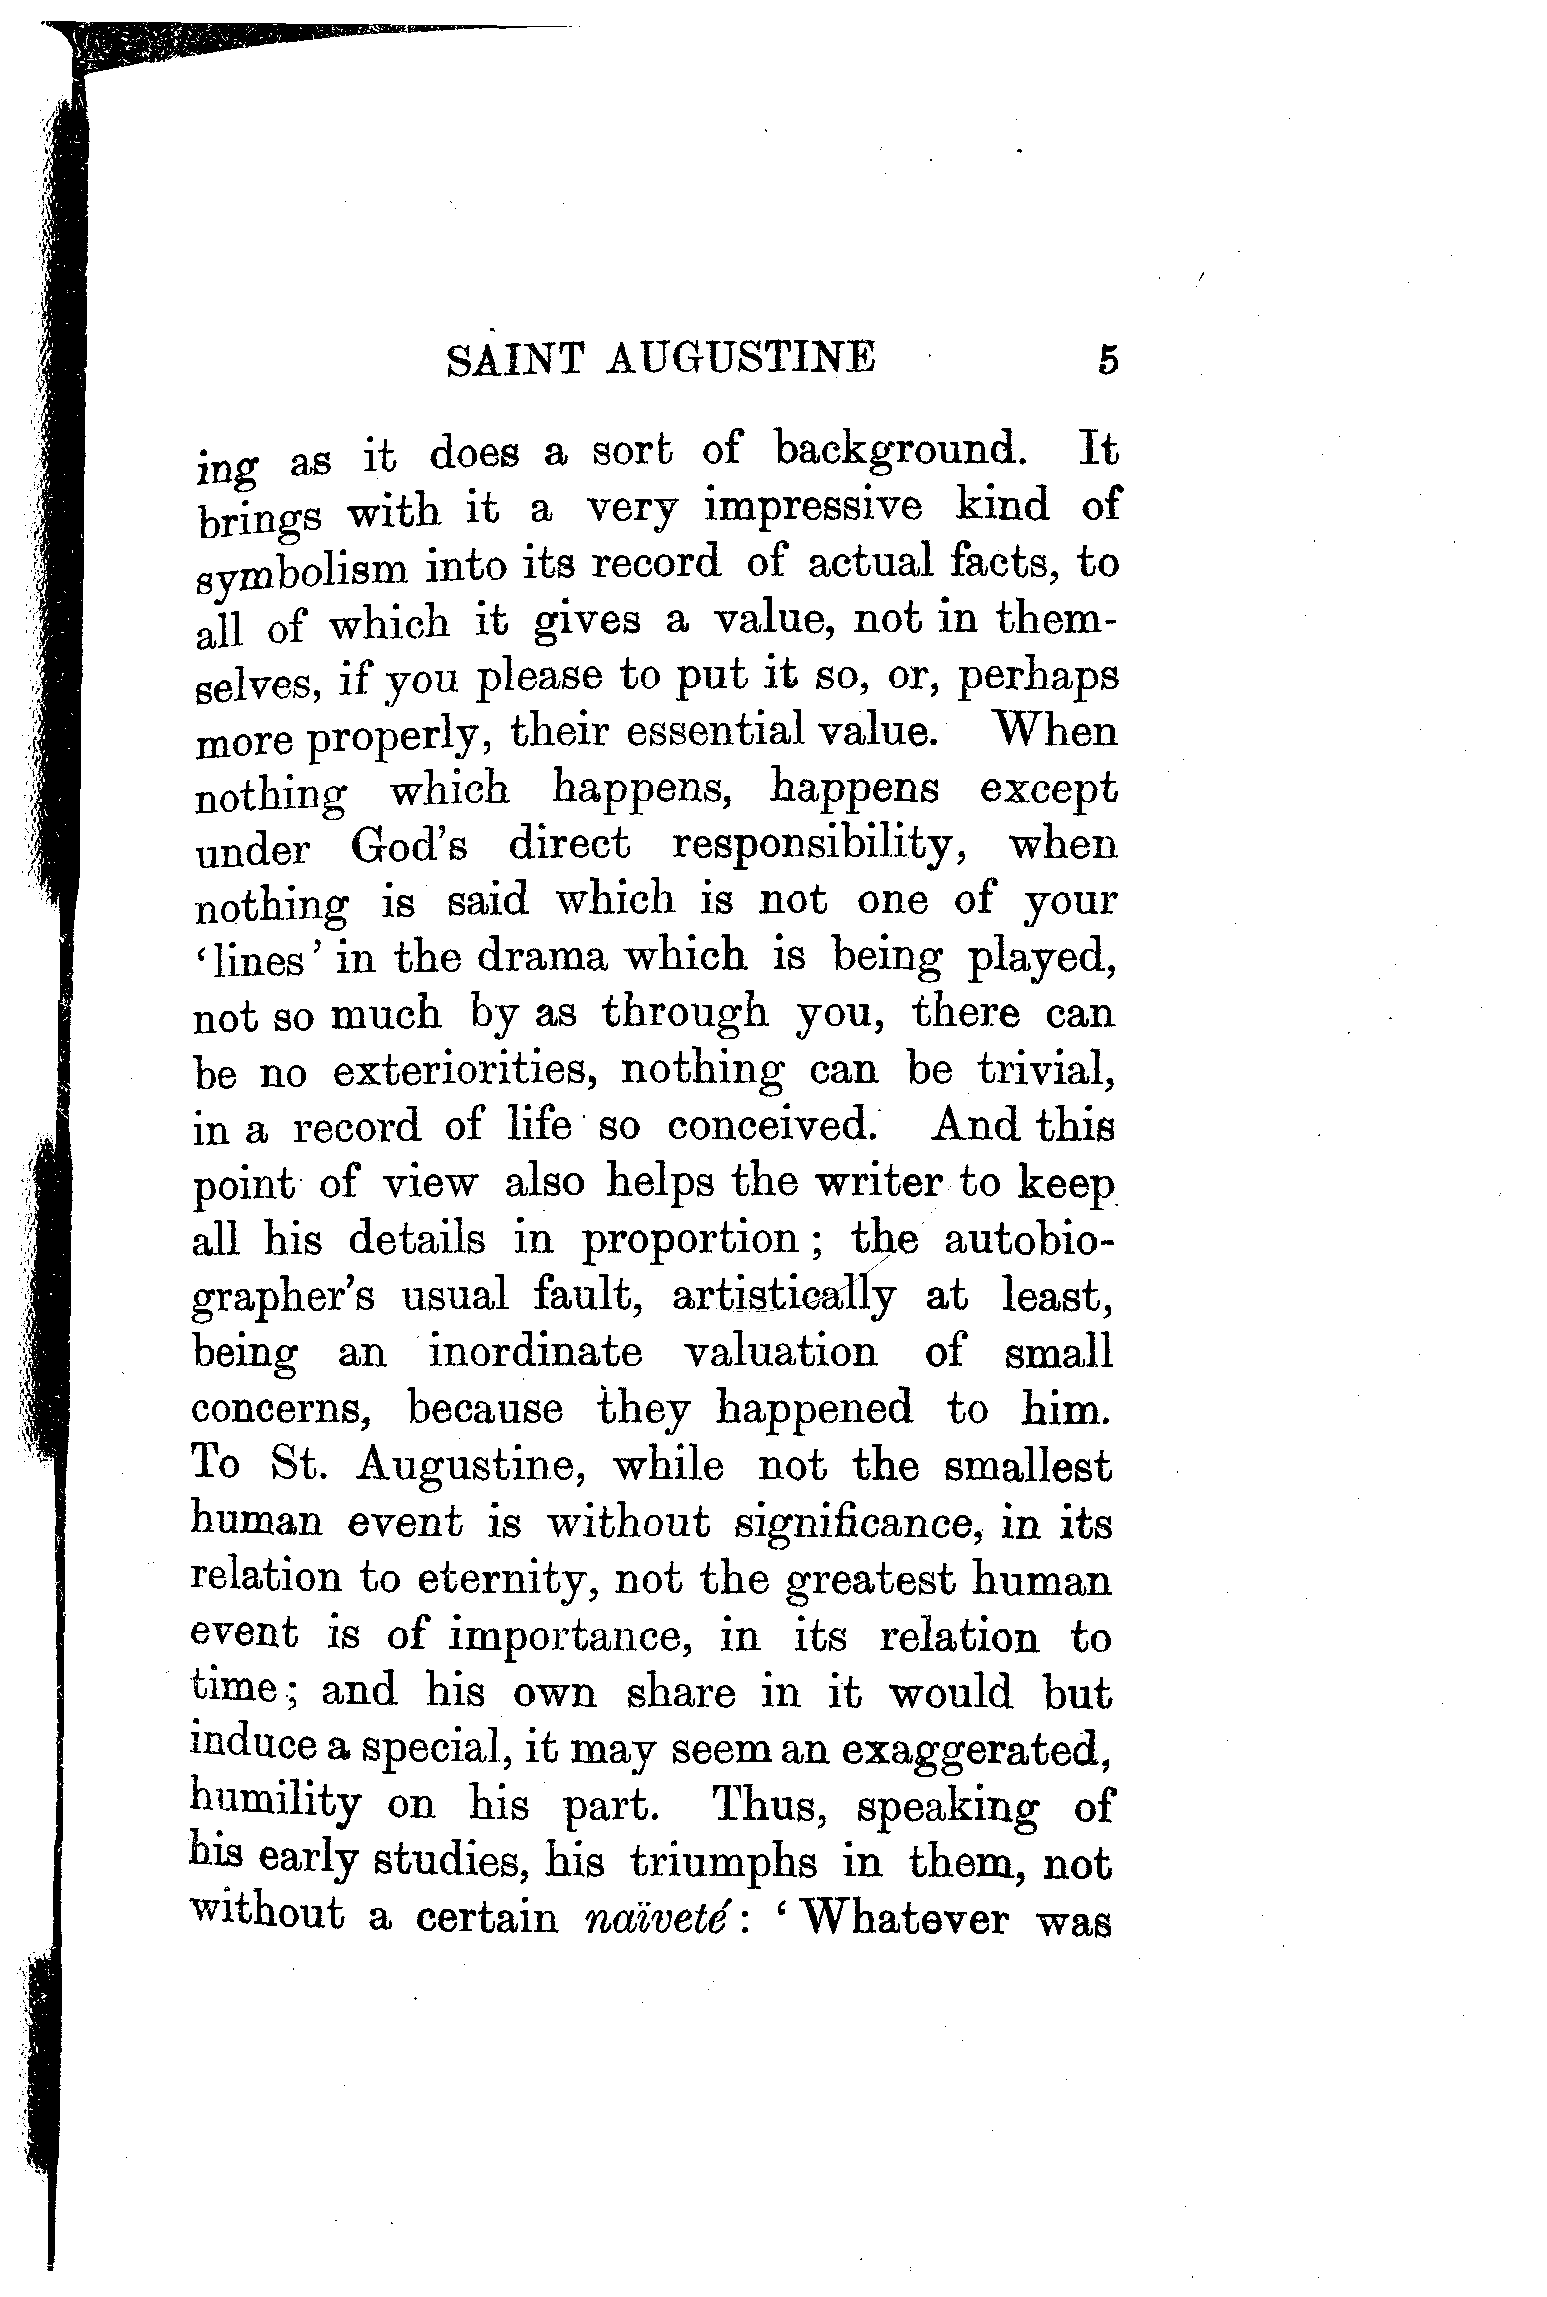 SAINT AUGUSTINE 5
ing as it does a sort of background. It
brings with it a very impressive kind of
symbolism into its record of actual facts, to
all of which it gives a value, not in them-
selves, if you please to put it so, or, perhaps
more properly, their essential value. When
nothing which happens, happens except
under God's direct responsibility, when
nothing is said which is not one of your
‘lines’ in the drama which is being played,
not so much by as through you, there can
be no exteriorities, nothing can be trivial,
in a record of life so conceived. And this
point of view also helps the writer to keep
all his details in proportion; the autobio-
grapher's usual fault, artistically at least,
being an inordinate valuation of small
concerns, because they happened to him.
To St. Augustine, while not the smallest
human event is without significance, in its
relation to eternity, not the greatest human
event is of importance, in its relation to
time; and his own share in it would but
induce a special, it may seem an exaggerated,
humility on his part. Thus, speaking of
his early studies, his triumphs in them, not
without a certain naïveté: ‘Whatever was